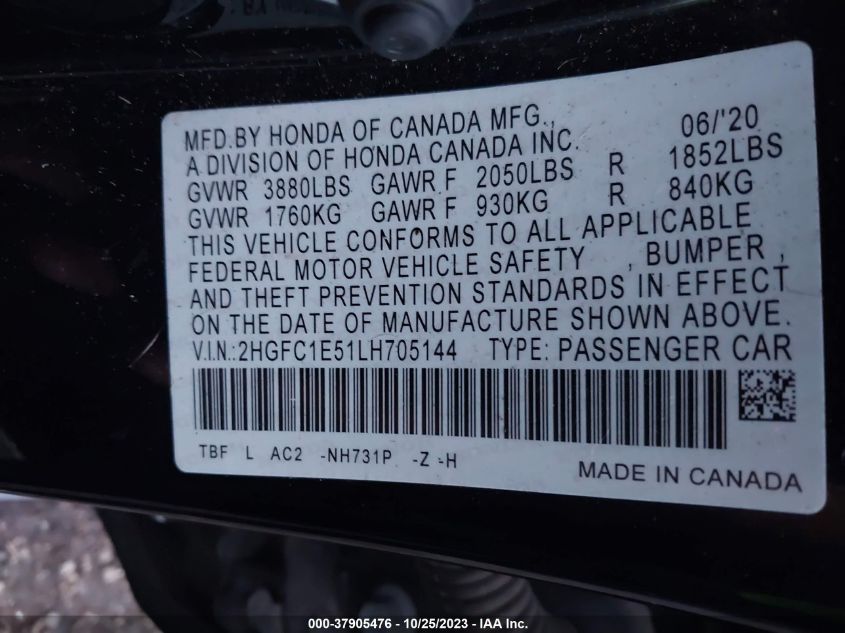 MFD.BY HONDA OF CANADA MFG., 06/'20
A DIVISION OF HONDA CANADA INC.
GVWR 3880LBS GAWR F 2050LBS R 1852LBS
GVWR 1760KG GAWR F 930KG R 840KG
THIS VEHICLE CONFORMS TO ALL APPLICABLE
FEDERAL MOTOR VEHICLE SAFETY , BUMPER ,
AND THEFT PREVENTION STANDARDS IN EFFECT
ON THE DATE OF MANUFACTURE SHOWN ABOVE.
V.I.N.:2HGFC1E51LH705144 TYPE: PASSENGER CAR
TBF L AC2 -NH731P -Z -H
MADE IN CANADA
000-37905476 - 10/25/2023 - IAA Inc.